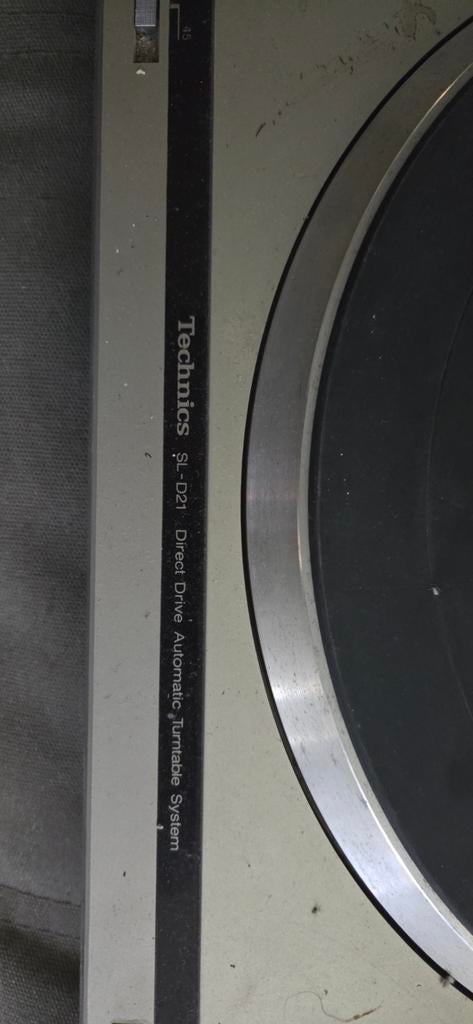 45
Technics SL-D21 Direct Drive Automatic Turntable System